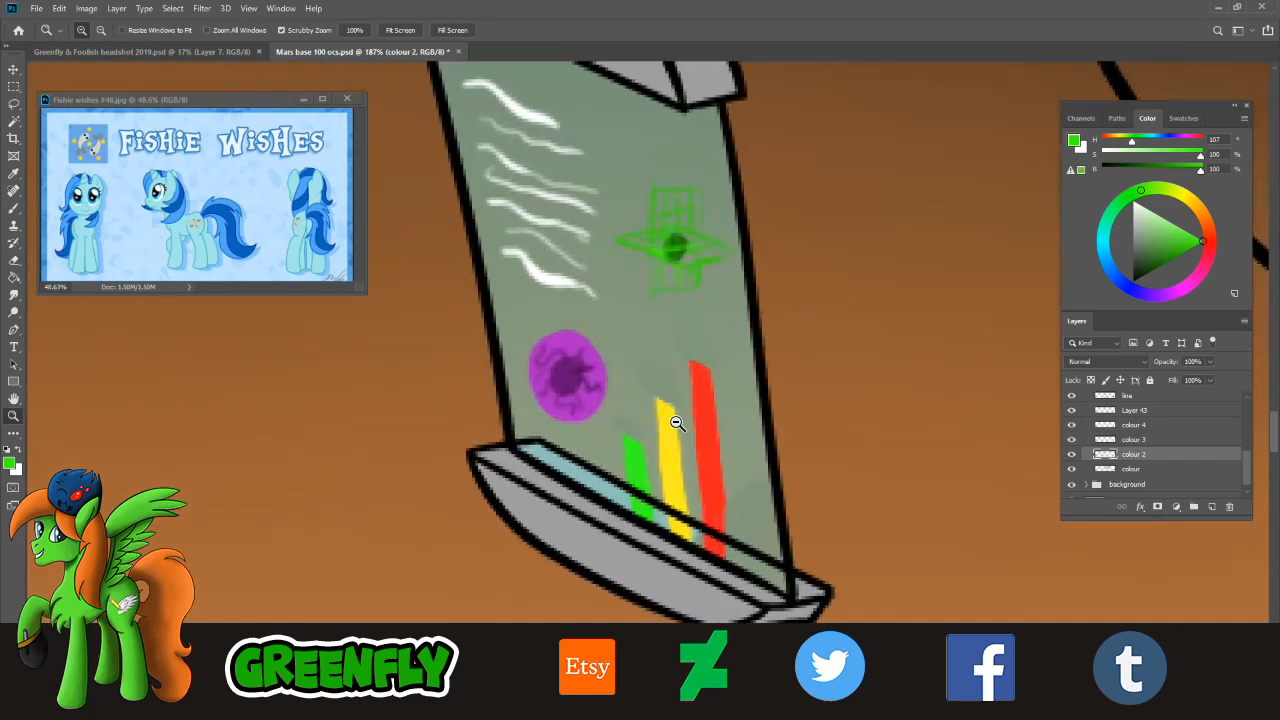 File Edit Image Layer Type Select Filter 3D View Window Help
Resize Windows to Fit Zoom All Windows Scrubby Zoom 100% Fit Screen Fill Screen
Greenfly & Foolish headshot 2019.psd @ 17% (Layer 7, RGB/8) × Mars base 100 ocs.psd @ 187% (colour 2, RGB/8) * ×
Fishie wishes #48.jpg @ 48.6% (RGB/8)
Fishie Wishes
48.63% Doc: 1.50M/1.50M
Channels Paths Color Swatches
H 107 °
S 100 %
B 100 %
Layers
Kind
Normal Opacity: 100%
Lock: Fill: 100%
line
Layer 43
colour 4
colour 3
colour 2
colour
background
GREENFLY
Etsy